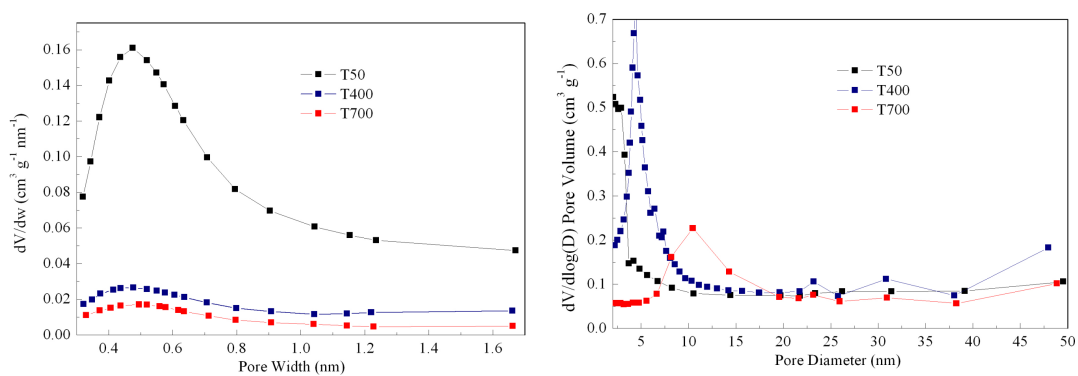 0.16
0.14
0.12
0.10
0.08
0.06
0.04
0.02
0.00
dV/dw (cm³ g⁻¹ nm⁻¹)
T50
T400
T700
0.4 0.6 0.8 1.0 1.2 1.4 1.6
Pore Width (nm)
0.7
0.6
0.5
0.4
0.3
0.2
0.1
0.0
dV/dlog(D) Pore Volume (cm³ g⁻¹)
T50
T400
T700
5 10 15 20 25 30 35 40 45 50
Pore Diameter (nm)